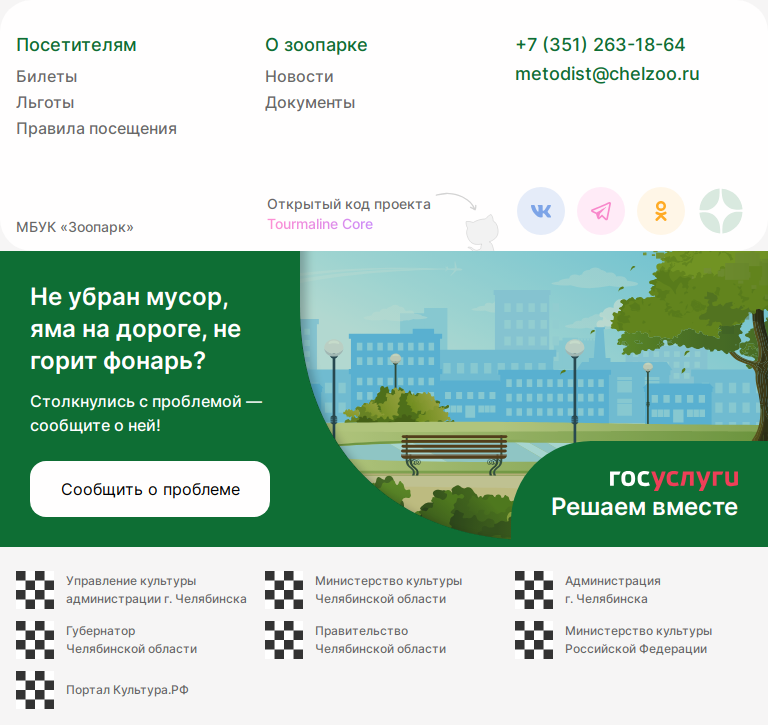 Посетителям
Билеты
Льготы
Правила посещения
О зоопарке
Новости
Документы
+7 (351) 263-18-64
metodist@chelzoo.ru
МБУК «Зоопарк»
Открытый код проекта
Tourmaline Core
Не убран мусор,
яма на дороге, не
горит фонарь?
Столкнулись с проблемой —
сообщите о ней!
Сообщить о проблеме
госуслуги
Решаем вместе
Управление культуры
администрации г. Челябинска
Министерство культуры
Челябинской области
Администрация
г. Челябинска
Губернатор
Челябинской области
Правительство
Челябинской области
Министерство культуры
Российской Федерации
Портал Культура.РФ